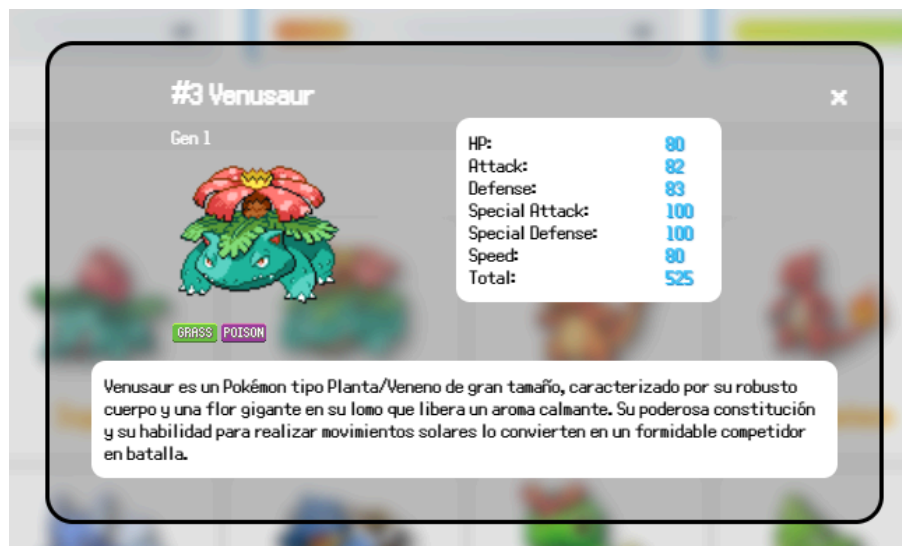 #3 Venusaur
×
Gen 1
HP: 80
Attack: 82
Defense: 83
Special Attack: 100
Special Defense: 100
Speed: 80
Total: 525
GRASS POISON
Venusaur es un Pokémon tipo Planta/Veneno de gran tamaño, caracterizado por su robusto
cuerpo y una flor gigante en su lomo que libera un aroma calmante. Su poderosa constitución
y su habilidad para realizar movimientos solares lo convierten en un formidable competidor
en batalla.